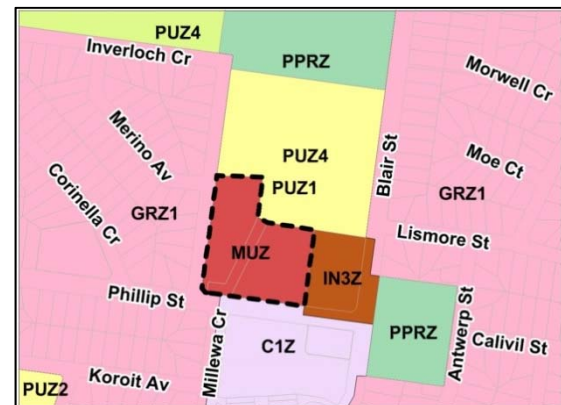 PUZ4
Inverloch Cr
PPRZ
Morwell Cr
Merino Av
PUZ4
Blair St
Moe Ct
PUZ1
GRZ1
Corinella Cr
GRZ1
Lismore St
MUZ
IN3Z
Phillip St
Millewa Cr
PPRZ
Antwerp St
Calivil St
C1Z
Koroit Av
PUZ2